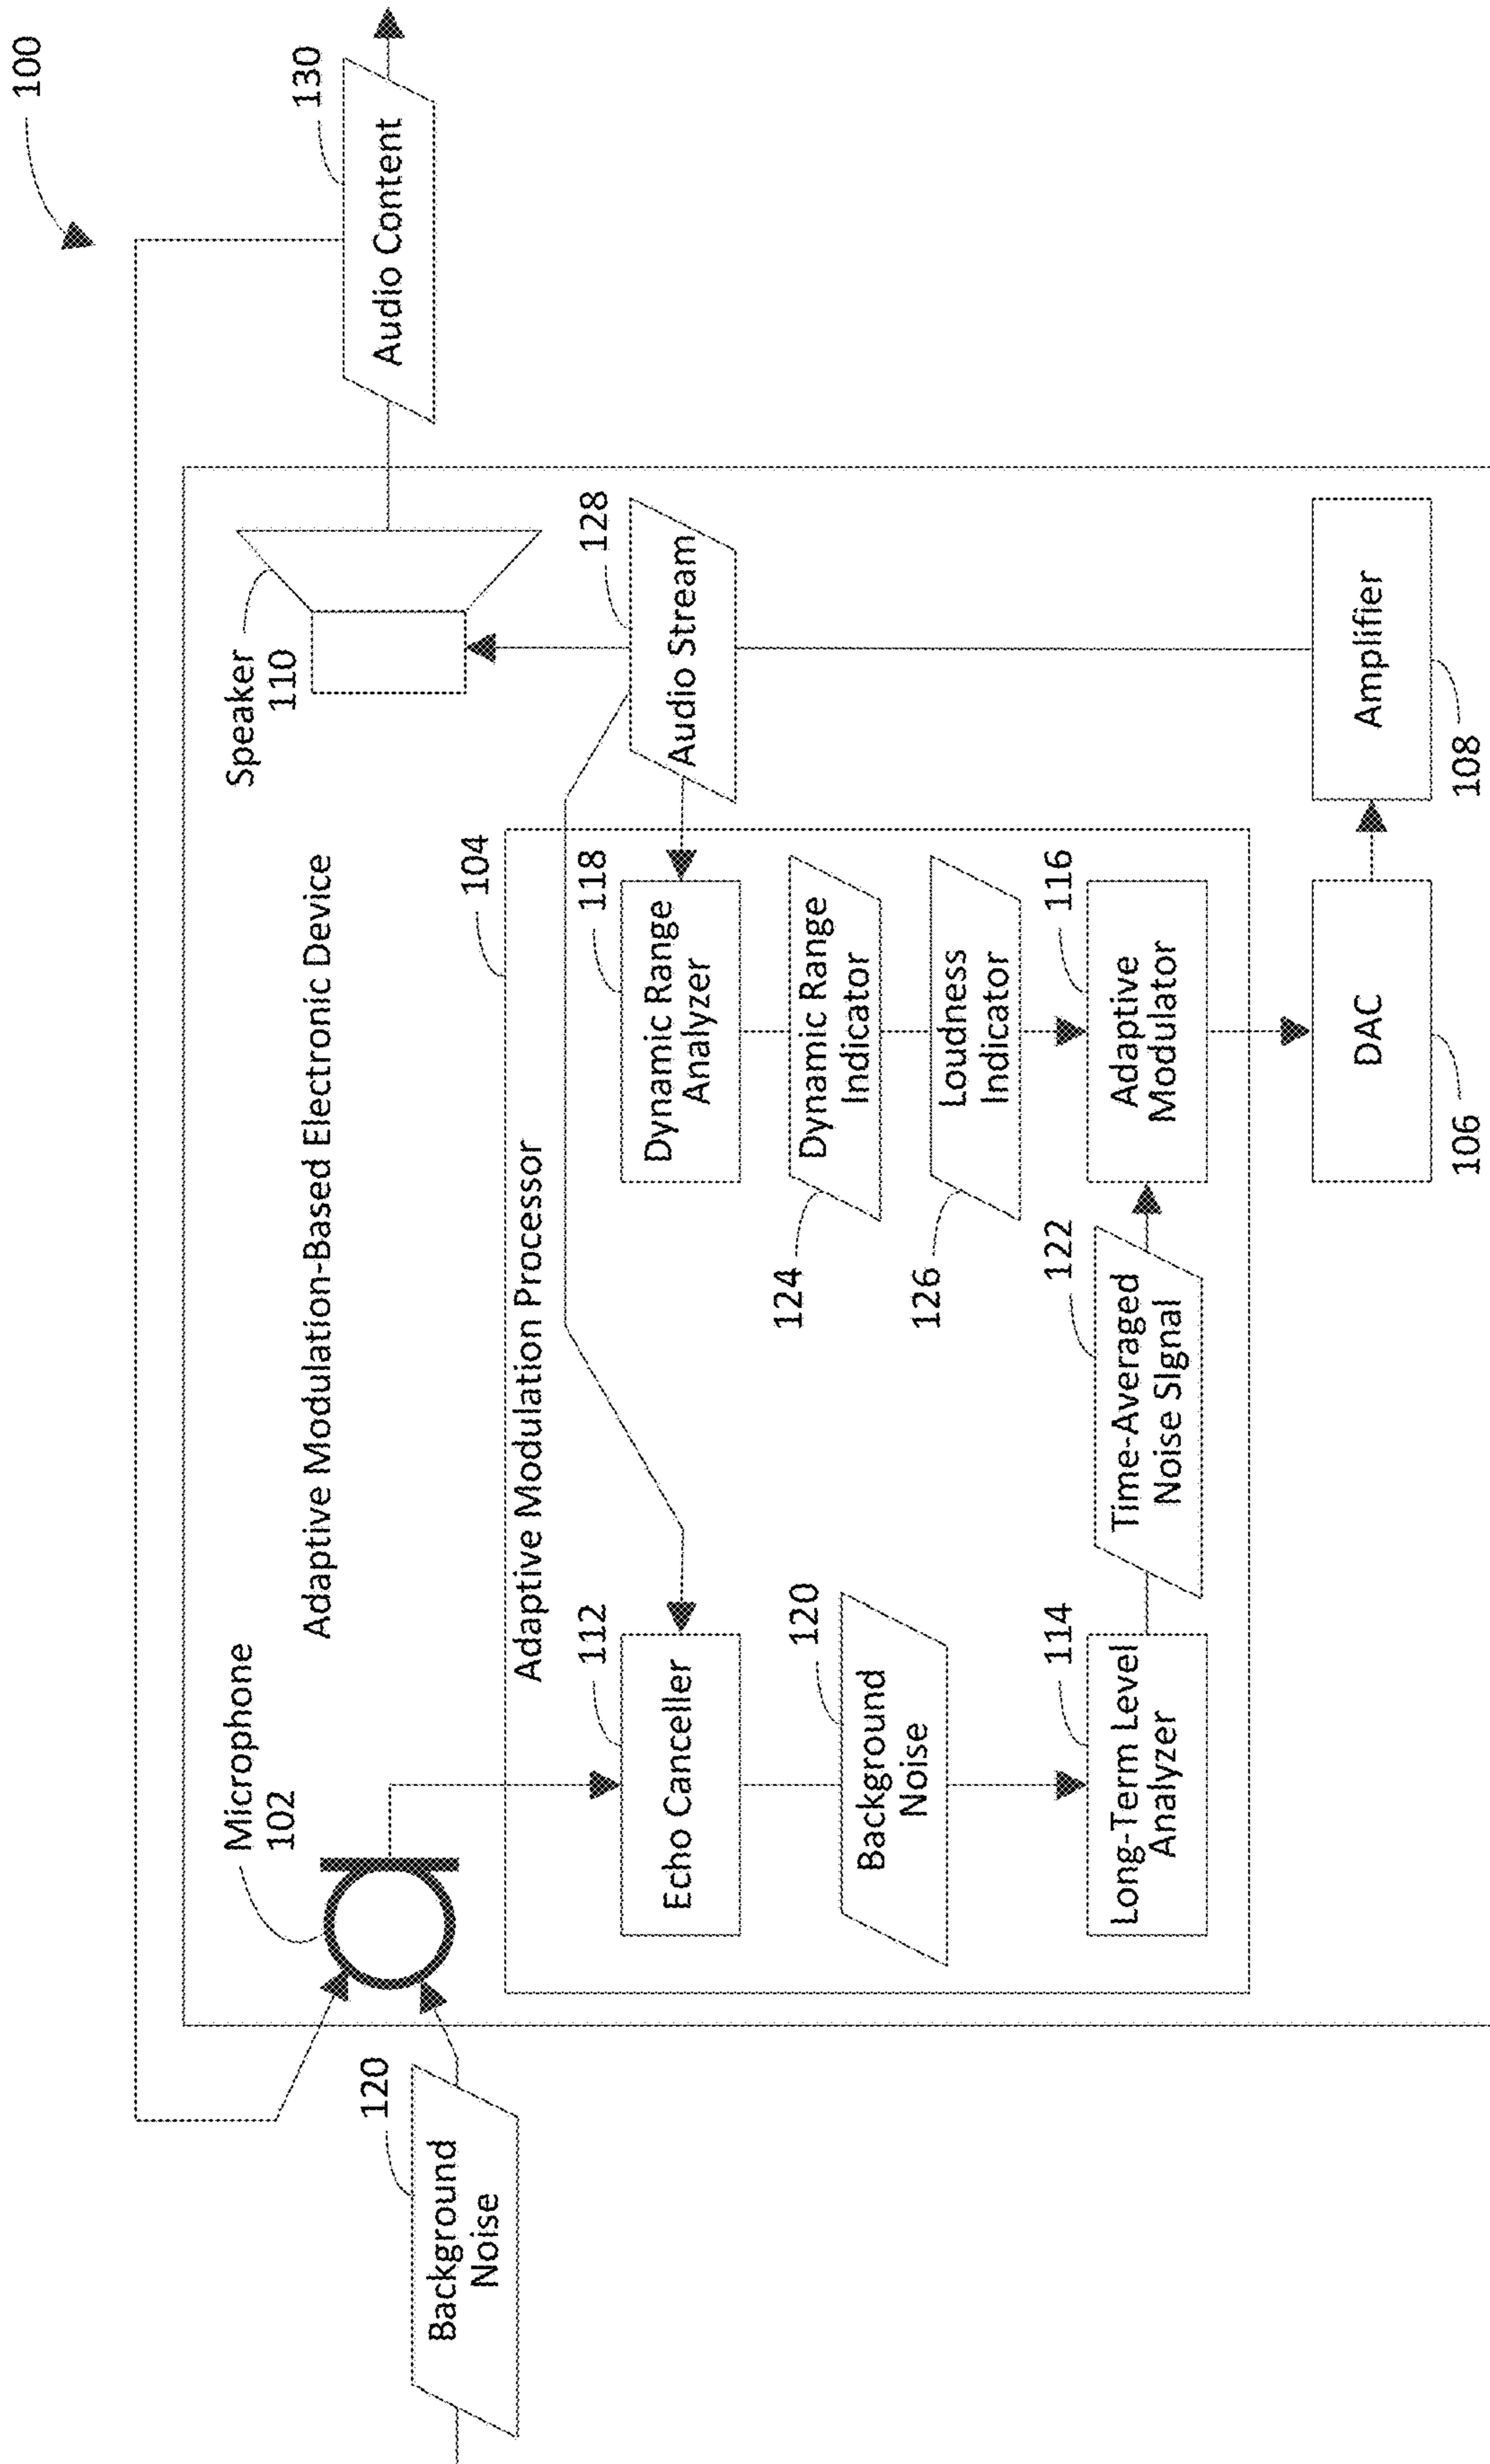 100
Audio Content
130
Speaker
110
Microphone
102
Adaptive Modulation-Based Electronic Device
Background
Noise
120
Adaptive Modulation Processor
104
Audio Stream
128
Echo Canceller
112
Dynamic Range
Analyzer
118
Background
Noise
120
Dynamic Range
Indicator
124
Loudness
Indicator
126
Long-Term Level
Analyzer
114
Time-Averaged
Noise SIgnal
122
Adaptive
Modulator
116
DAC
106
Amplifier
108